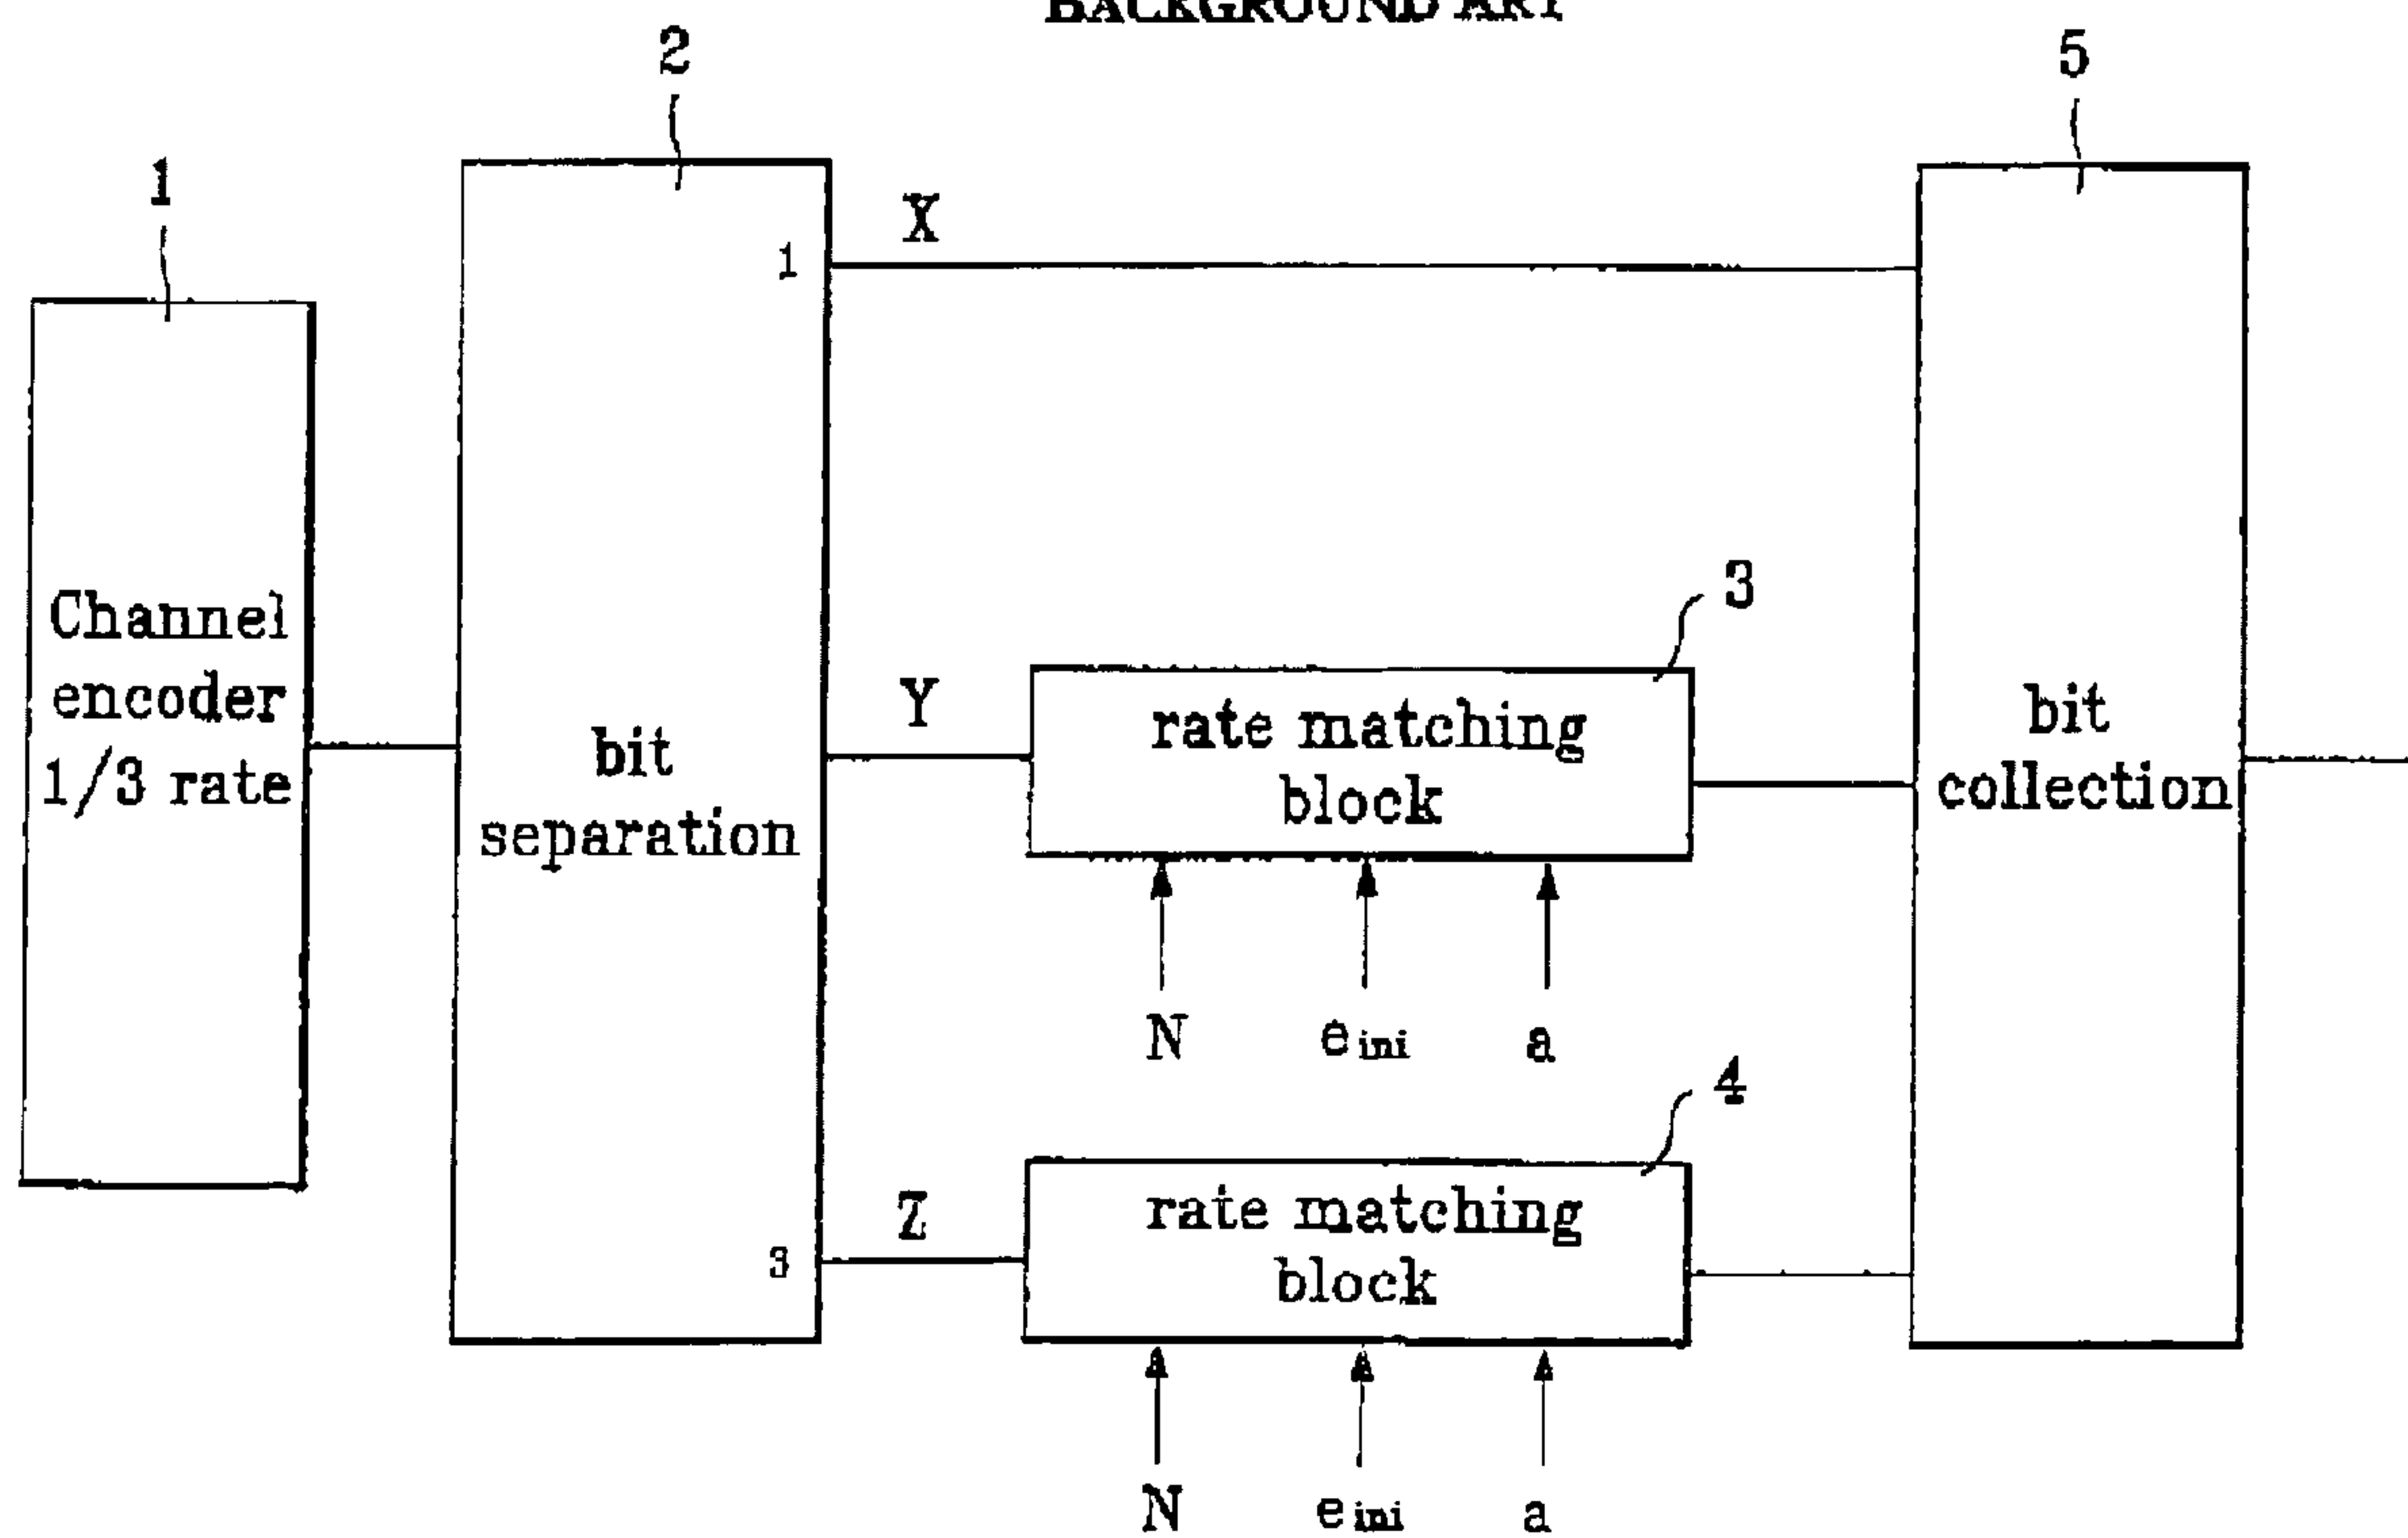 BACKGROUND ART
2
5
1
X
1
Channel
encoder
1/3 rate
bit
separation
Y
3
rate matching
block
N
e ini
a
bit
collection
4
Z
3
rate matching
block
N
e ini
a